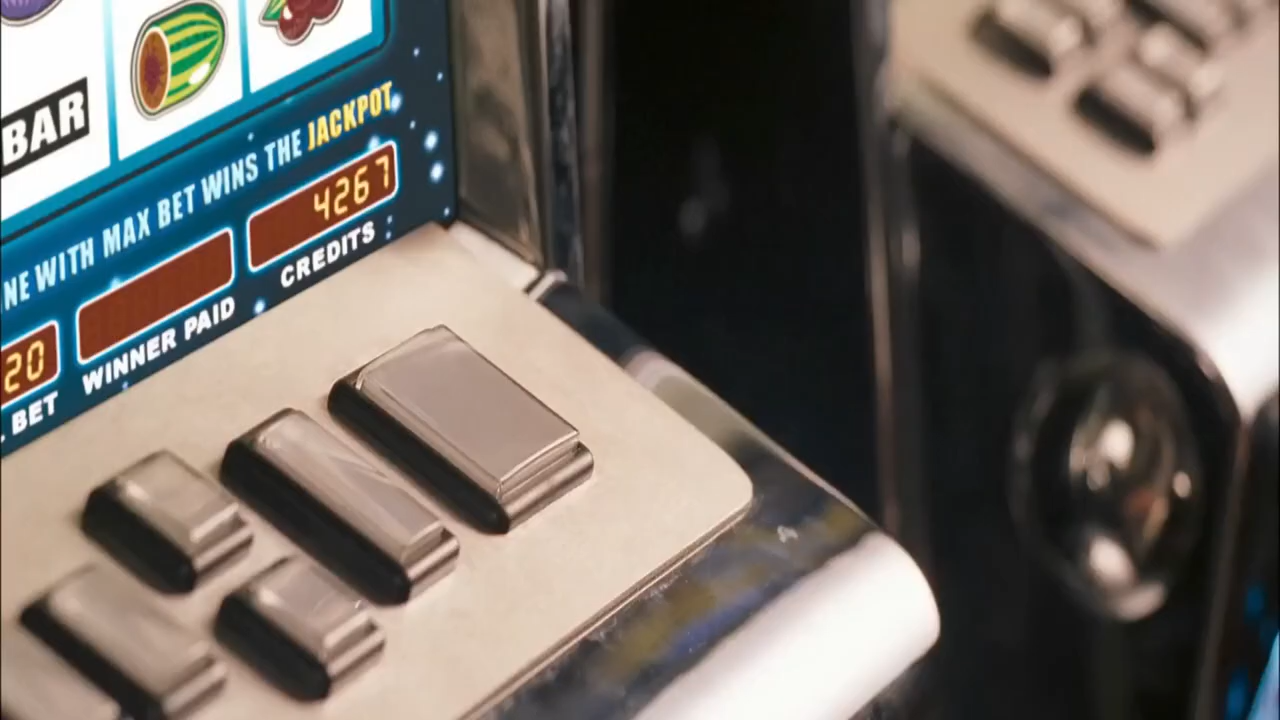 BAR
NE WITH MAX BET WINS THE JACKPOT
20
4267
BET
WINNER PAID
CREDITS